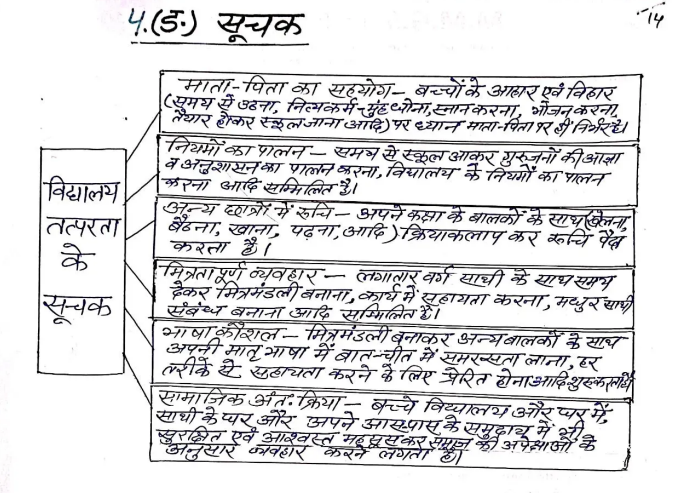 4.(ङ.) सूचक
14
विद्यालय
तत्परता
के
सूचक
माता-पिता का सहयोग – बच्चों के आहार एवं विहार
(समय से उठना, नित्यकर्म-मुंह धोना, स्नान करना, भोजन करना,
तैयार होकर स्कूल जाना आदि) पर ध्यान माता-पिता पर ही निर्भर है।
नियमों का पालन – समय से स्कूल आकर गुरुजनों की आज्ञा
व अनुशासन का पालन करना, विद्यालय के नियमों का पालन
करना आदि सम्मिलित है।
अन्य छात्रों में रुचि – अपने कक्षा के बालकों के साथ (खेलना,
बैठना, खाना, पढ़ना, आदि) क्रियाकलाप कर रुचि पैदा
करता है।
मित्रतापूर्ण व्यवहार – लगातार वर्ग साथी के साथ समय
देकर मित्रमंडली बनाना, कार्य में सहायता करना, मधुर साथी
संबंध बनाना आदि सम्मिलित है।
भाषा कौशल – मित्रमंडली बनाकर अन्य बालकों के साथ
अपनी मातृभाषा में बात-चीत में समरसता लाना, हर
तरीके से सहायता करने के लिए प्रेरित होना आदि
सामाजिक अंतःक्रिया – बच्चे विद्यालय और घर में,
साथी के घर और अपने आसपास के समुदाय में भी
सुरक्षित एवं आश्वस्त महसूस कर समाज की अपेक्षाओं के
अनुसार व्यवहार करने लगता है।